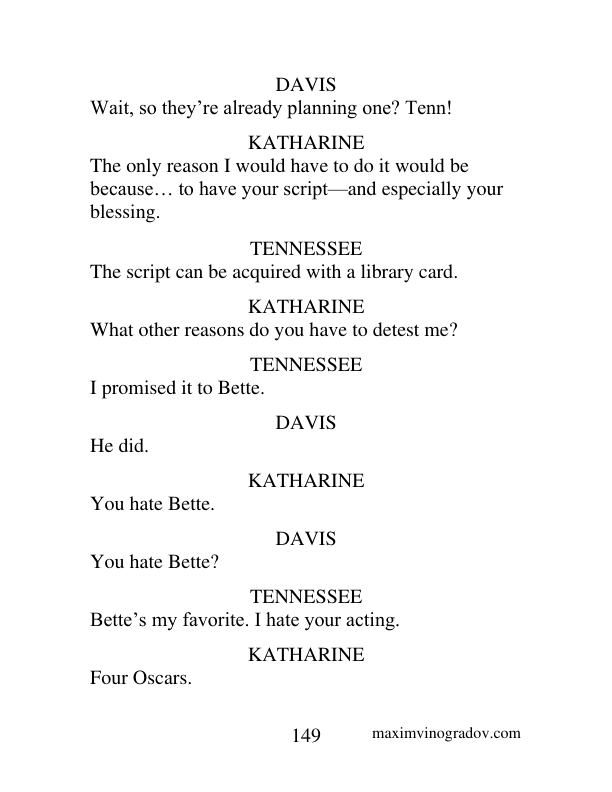 DAVIS
Wait, so they’re already planning one? Tenn!
KATHARINE
The only reason I would have to do it would be
because… to have your script—and especially your
blessing.
TENNESSEE
The script can be acquired with a library card.
KATHARINE
What other reasons do you have to detest me?
TENNESSEE
I promised it to Bette.
DAVIS
He did.
KATHARINE
You hate Bette.
DAVIS
You hate Bette?
TENNESSEE
Bette’s my favorite. I hate your acting.
KATHARINE
Four Oscars.
149 maximvinogradov.com